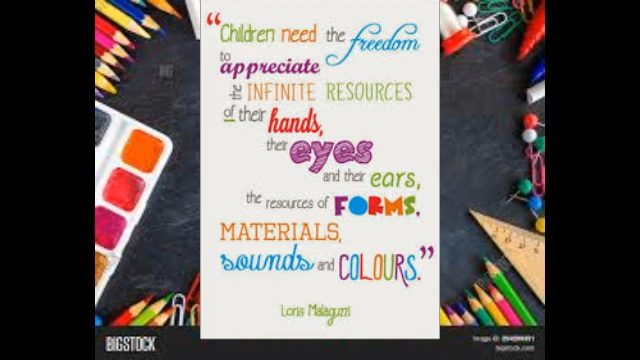 “Children need the freedom
to appreciate
the INFINITE RESOURCES
of their hands,
their eyes
and their ears,
the resources of FORMS,
MATERIALS,
sounds and COLOURS.”
Loris Malaguzzi
BIGSTOCK